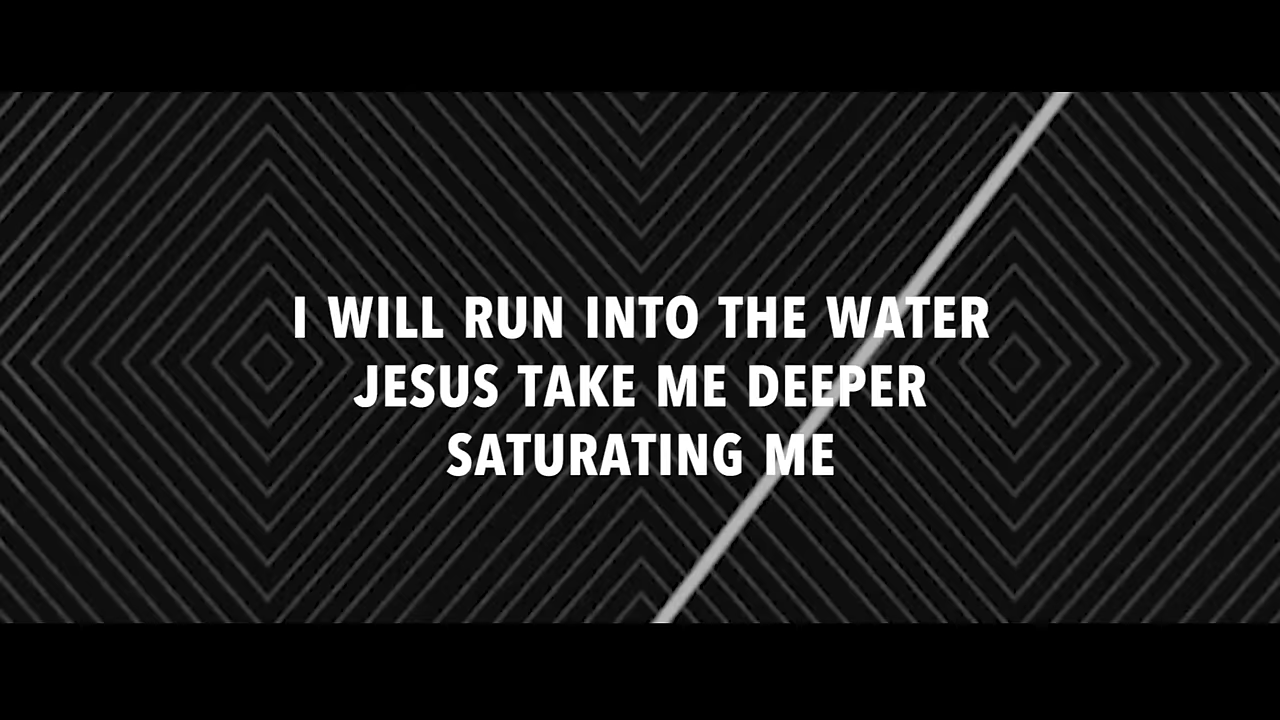 I WILL RUN INTO THE WATER
JESUS TAKE ME DEEPER
SATURATING ME